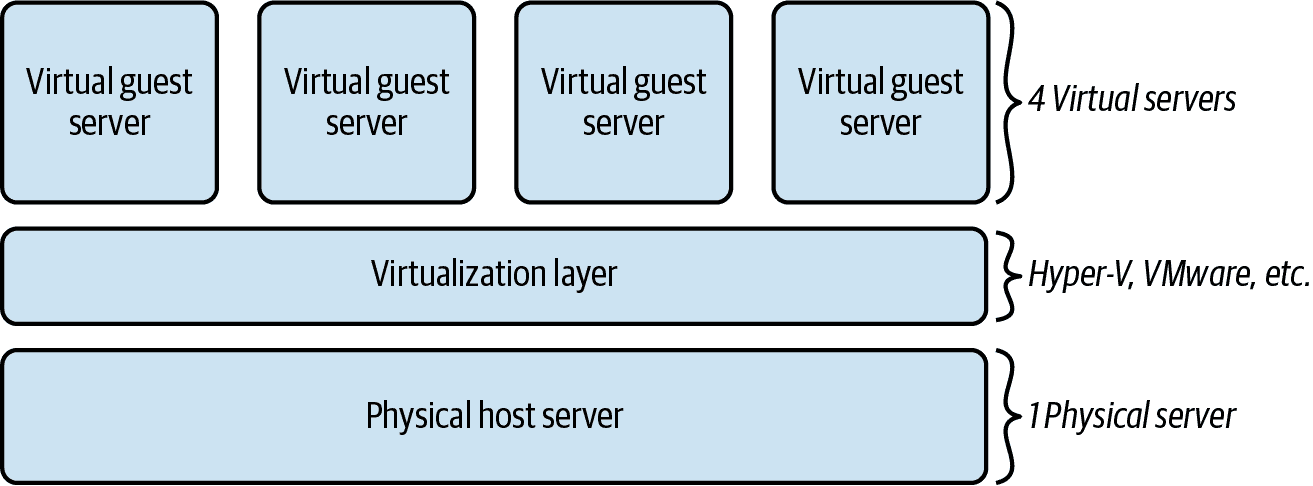 Virtual guest
server
Virtual guest
server
Virtual guest
server
Virtual guest
server
4 Virtual servers
Virtualization layer
Hyper-V, VMware, etc.
Physical host server
1 Physical server